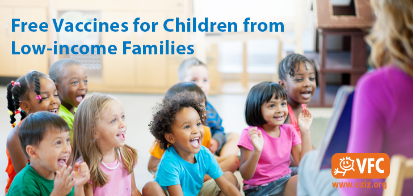 Free Vaccines for Children from
Low-income Families
VFC